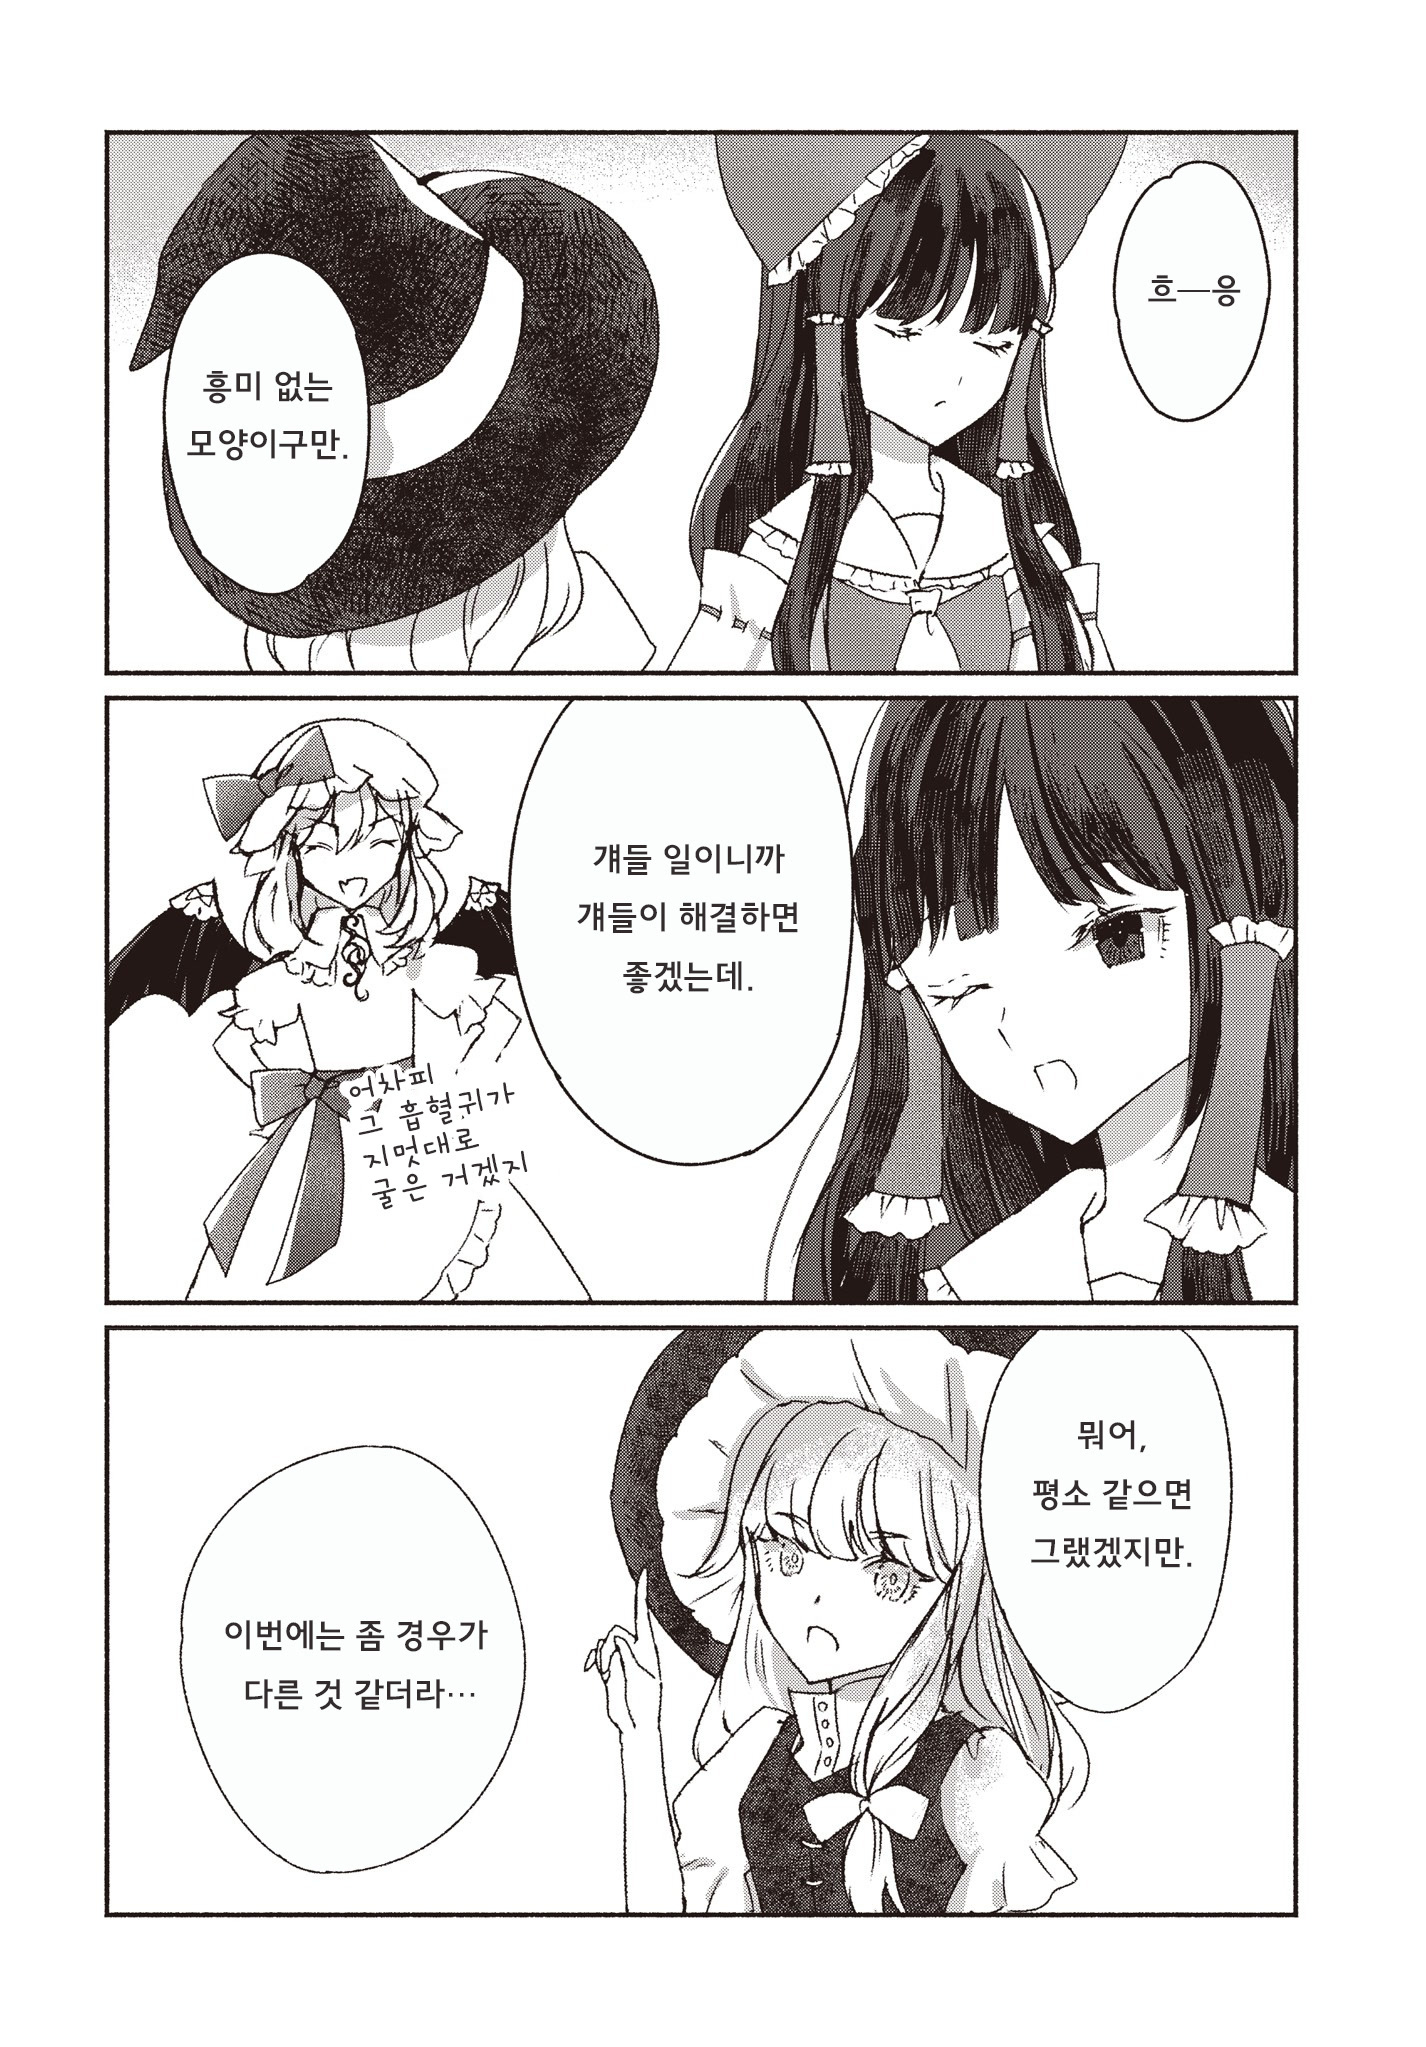 흐—응
흥미 없는
모양이구만.
걔들 일이니까
걔들이 해결하면
좋겠는데.
어차피
그 흡혈귀가
지멋대로
굴은 거겠지
뭐어,
평소 같으면
그랬겠지만.
이번에는 좀 경우가
다른 것 같더라…